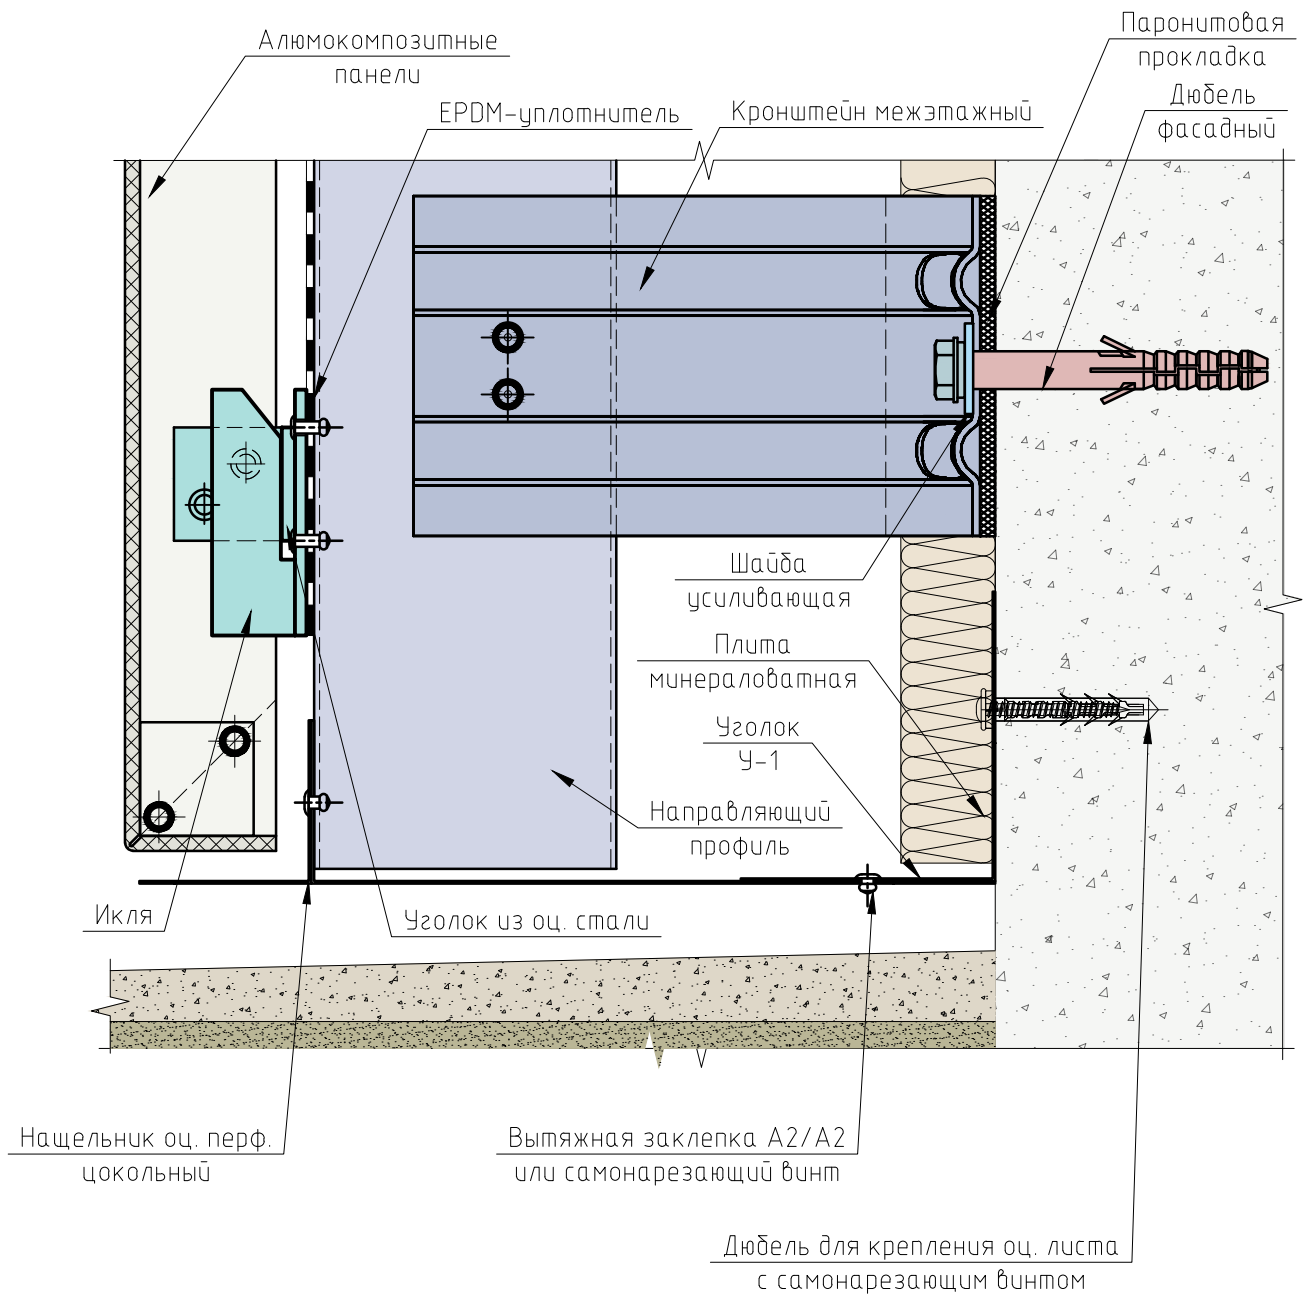 Паронитовая
прокладка
Алюмокомпозитные
панели
EPDM-уплотнитель
Кронштейн межэтажный
Дюбель
фасадный
Шайба
усиливающая
Плита
минераловатная
Уголок
У-1
Направляющий
профиль
Икля
Уголок из оц. стали
Нащельник оц. перф.
цокольный
Вытяжная заклепка А2/А2
или самонарезающий винт
Дюбель для крепления оц. листа
с самонарезающим винтом